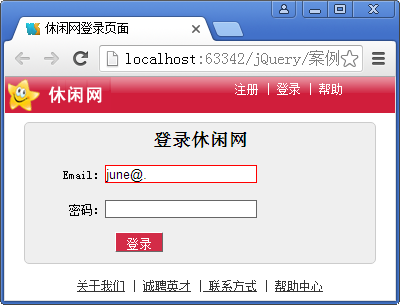 休闲网登录页面
localhost:63342/jQuery/案例
休闲网
注册 | 登录 | 帮助
登录休闲网
Email: june@.
密码:
登录
关于我们 | 诚聘英才 | 联系方式 | 帮助中心